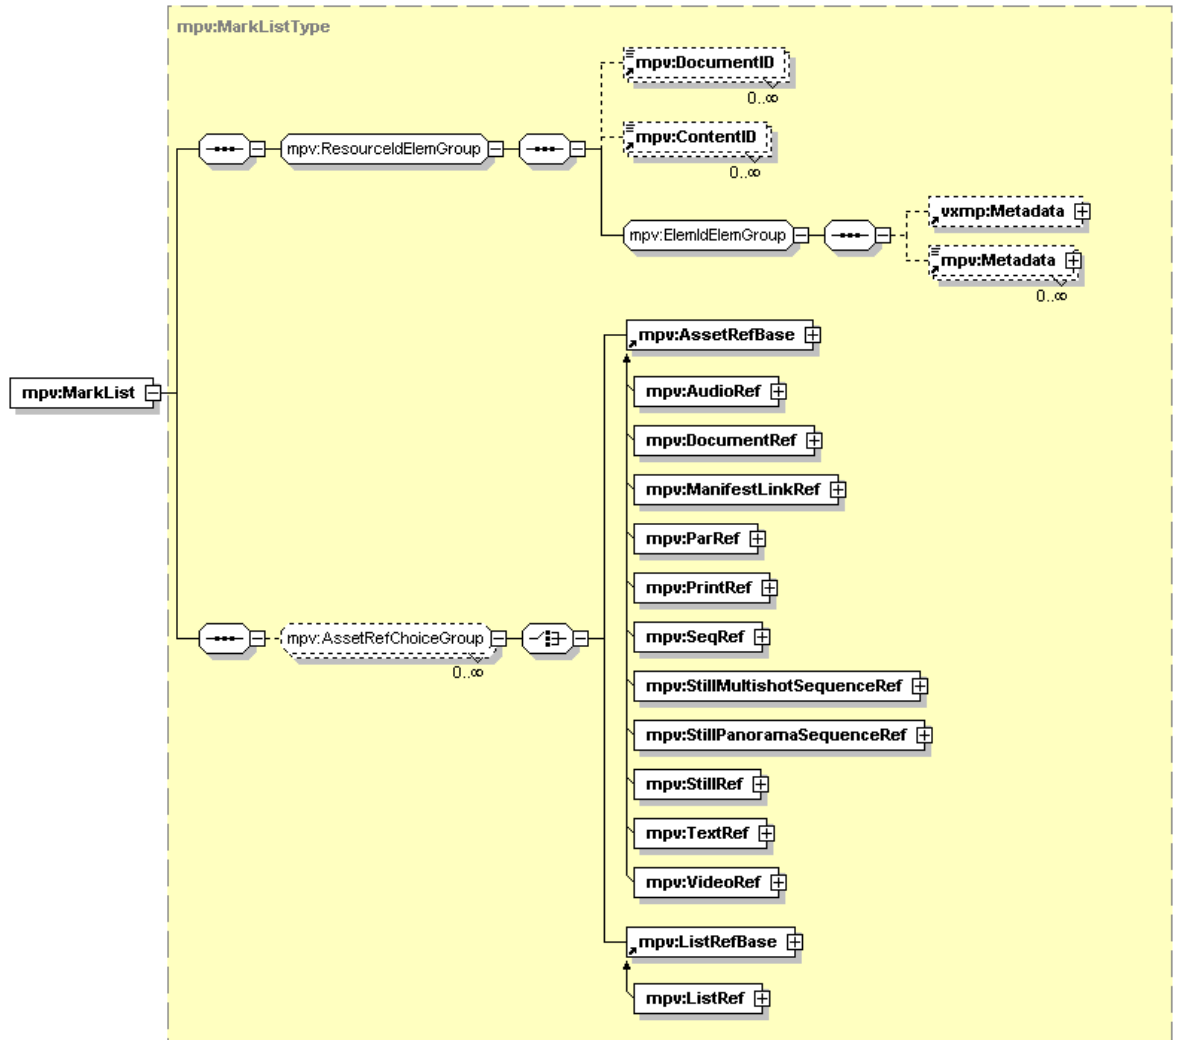 mpv:MarkListType
mpv:DocumentID
0..∞
mpv:ContentID
0..∞
mpv:ResourceIdElemGroup
mpv:ElemIdElemGroup
vxmp:Metadata
mpv:Metadata
0..∞
mpv:MarkList
mpv:AssetRefChoiceGroup
0..∞
mpv:AssetRefBase
mpv:AudioRef
mpv:DocumentRef
mpv:ManifestLinkRef
mpv:ParRef
mpv:PrintRef
mpv:SeqRef
mpv:StillMultishotSequenceRef
mpv:StillPanoramaSequenceRef
mpv:StillRef
mpv:TextRef
mpv:VideoRef
mpv:ListRefBase
mpv:ListRef